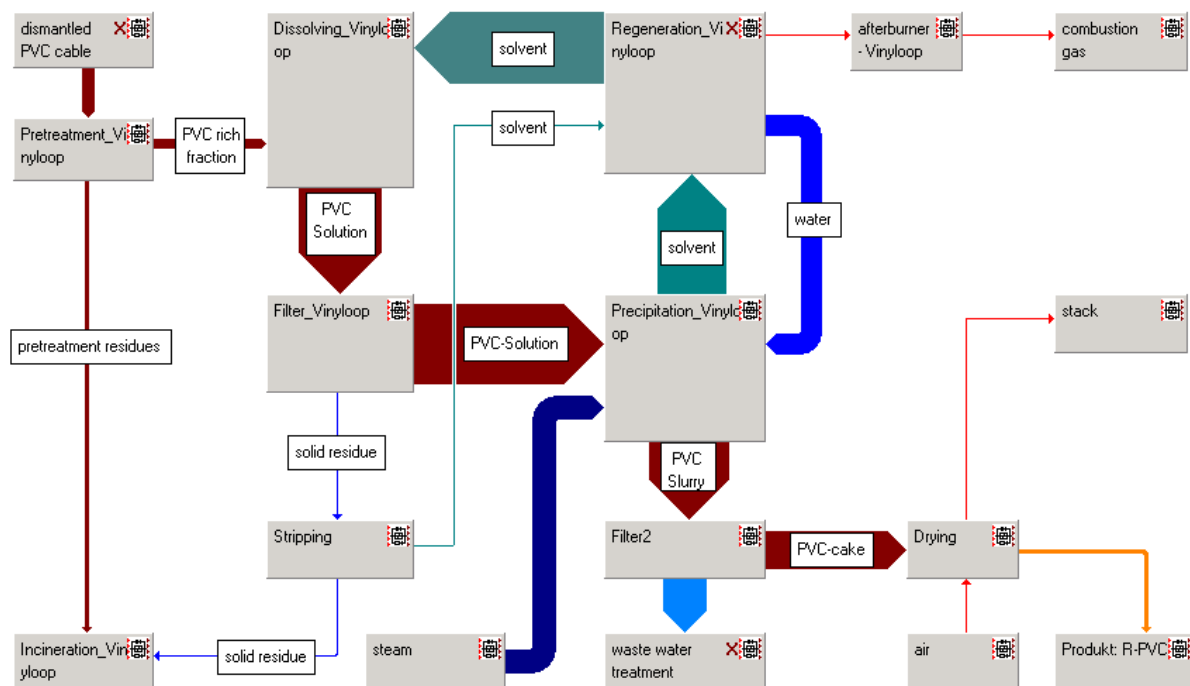 dismantled
PVC cable
Dissolving_Vinylo
op
solvent
Regeneration_Vi
nyloop
afterburner
- Vinyloop
combustion
gas
Pretreatment_Vi
nyloop
PVC rich
fraction
solvent
PVC
Solution
solvent
water
Filter_Vinyloop
PVC-Solution
Precipitation_Vinylo
op
stack
pretreatment residues
solid residue
PVC
Slurry
Stripping
Filter2
PVC-cake
Drying
Incineration_Vin
yloop
solid residue
steam
waste water
treatment
air
Produkt: R-PVC